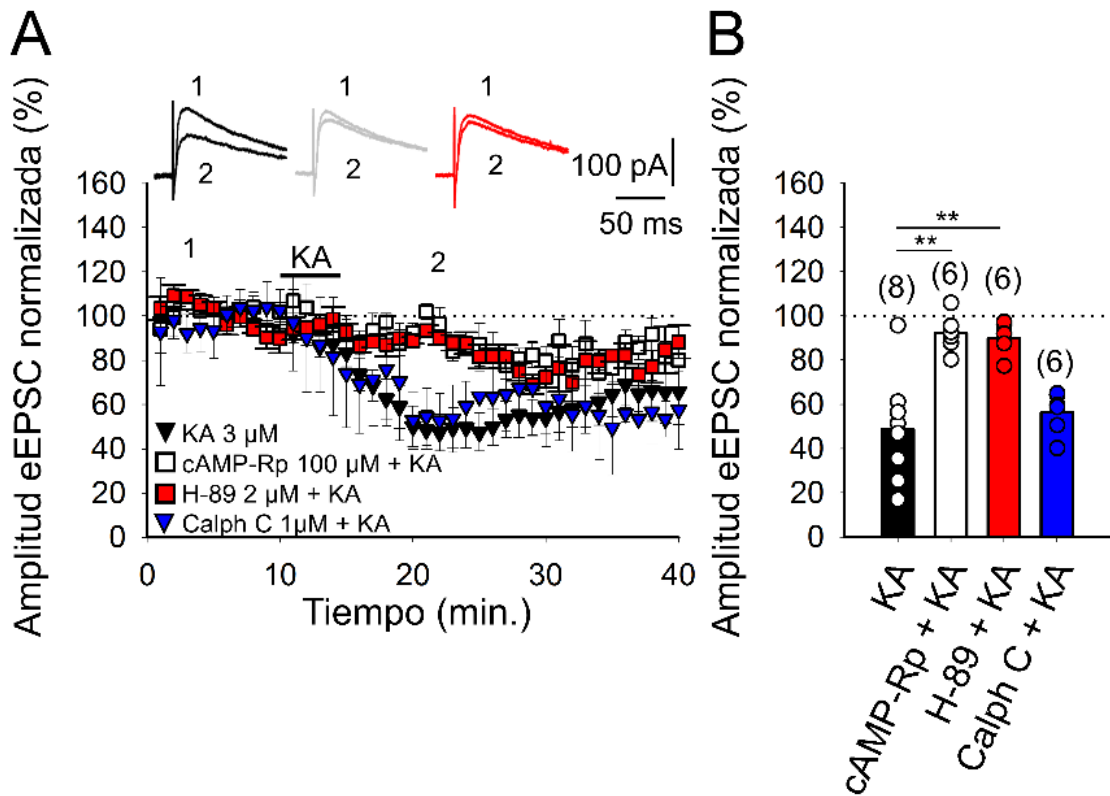 A
Amplitud eEPSC normalizada (%)
1
1
1
2
2
2
100 pA
50 ms
160
140
120
100
80
60
40
20
0
1
KA
2
KA 3 µM
cAMP-Rp 100 µM + KA
H-89 2 µM + KA
Calph C 1µM + KA
0
10
20
30
40
Tiempo (min.)
B
Amplitud eEPSC normalizada (%)
160
140
120
100
80
60
40
20
0
**
**
(8)
(6)
(6)
(6)
KA
cAMP-Rp + KA
H-89 + KA
Calph C + KA